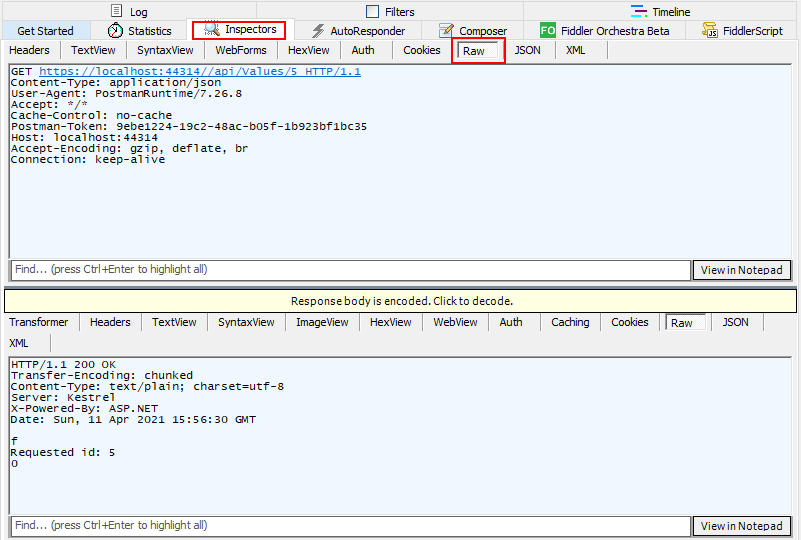 Log Filters Timeline
Get Started Statistics Inspectors AutoResponder Composer FO Fiddler Orchestra Beta JS FiddlerScript
Headers TextView SyntaxView WebForms HexView Auth Cookies Raw JSON XML
GET https://localhost:44314//api/Values/5 HTTP/1.1
Content-Type: application/json
User-Agent: PostmanRuntime/7.26.8
Accept: */*
Cache-Control: no-cache
Postman-Token: 9ebe1224-19c2-48ac-b05f-1b923bf1bc35
Host: localhost:44314
Accept-Encoding: gzip, deflate, br
Connection: keep-alive
Find... (press Ctrl+Enter to highlight all) View in Notepad
Response body is encoded. Click to decode.
Transformer Headers TextView SyntaxView ImageView HexView WebView Auth Caching Cookies Raw JSON
XML
HTTP/1.1 200 OK
Transfer-Encoding: chunked
Content-Type: text/plain; charset=utf-8
Server: Kestrel
X-Powered-By: ASP.NET
Date: Sun, 11 Apr 2021 15:56:30 GMT
f
Requested id: 5
0
Find... (press Ctrl+Enter to highlight all) View in Notepad